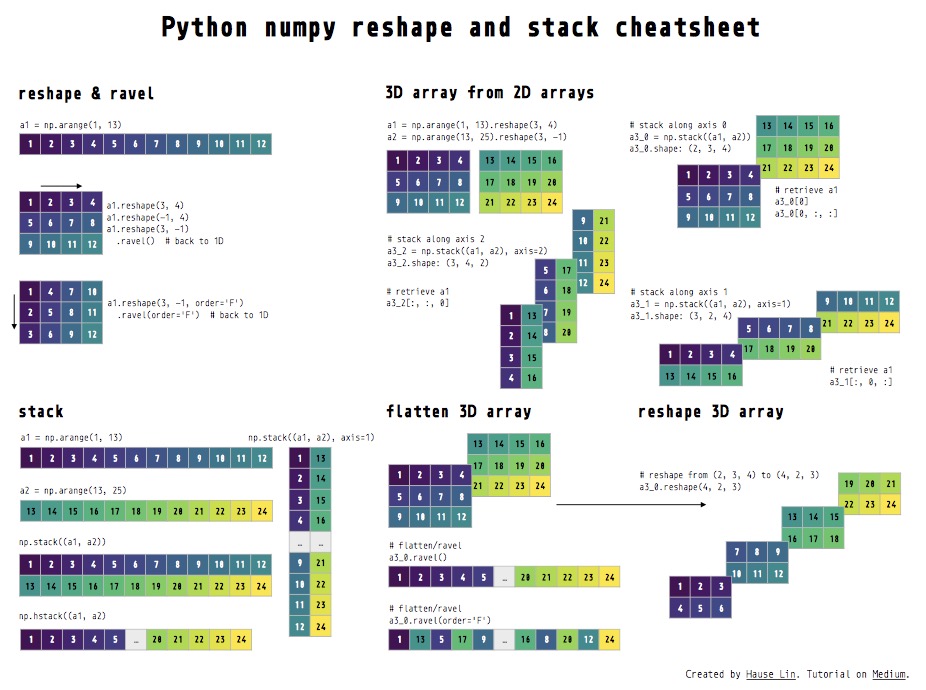 Python numpy reshape and stack cheatsheet
reshape & ravel
a1 = np.arange(1, 13)
1 2 3 4 5 6 7 8 9 10 11 12
1 2 3 4
5 6 7 8
9 10 11 12
a1.reshape(3, 4)
a1.reshape(-1, 4)
a1.reshape(3, -1)
.ravel() # back to 1D
1 4 7 10
2 5 8 11
3 6 9 12
a1.reshape(3, -1, order='F')
.ravel(order='F') # back to 1D
3D array from 2D arrays
a1 = np.arange(1, 13).reshape(3, 4)
a2 = np.arange(13, 25).reshape(3, -1)
1 2 3 4
5 6 7 8
9 10 11 12
13 14 15 16
17 18 19 20
21 22 23 24
# stack along axis 2
a3_2 = np.stack((a1, a2), axis=2)
a3_2.shape: (3, 4, 2)
# retrieve a1
a3_2[:, :, 0]
9 21
10 22
11 23
12 24
5 17
6 18
7 19
8 20
1 13
2 14
3 15
4 16
# stack along axis 0
a3_0 = np.stack((a1, a2))
a3_0.shape: (2, 3, 4)
13 14 15 16
17 18 19 20
21 22 23 24
1 2 3 4
5 6 7 8
9 10 11 12
# retrieve a1
a3_0[0]
a3_0[0, :, :]
# stack along axis 1
a3_1 = np.stack((a1, a2), axis=1)
a3_1.shape: (3, 2, 4)
9 10 11 12
21 22 23 24
5 6 7 8
17 18 19 20
1 2 3 4
13 14 15 16
# retrieve a1
a3_1[:, 0, :]
stack
a1 = np.arange(1, 13)
1 2 3 4 5 6 7 8 9 10 11 12
a2 = np.arange(13, 25)
13 14 15 16 17 18 19 20 21 22 23 24
np.stack((a1, a2))
1 2 3 4 5 6 7 8 9 10 11 12
13 14 15 16 17 18 19 20 21 22 23 24
np.hstack((a1, a2)
1 2 3 4 5 … 20 21 22 23 24
np.stack((a1, a2), axis=1)
1 13
2 14
3 15
4 16
… …
9 21
10 22
11 23
12 24
flatten 3D array
13 14 15 16
17 18 19 20
21 22 23 24
1 2 3 4
5 6 7 8
9 10 11 12
# flatten/ravel
a3_0.ravel()
1 2 3 4 5 … 20 21 22 23 24
# flatten/ravel
a3_0.ravel(order='F')
1 13 5 17 9 … 16 8 20 12 24
reshape 3D array
# reshape from (2, 3, 4) to (4, 2, 3)
a3_0.reshape(4, 2, 3)
19 20 21
22 23 24
13 14 15
16 17 18
7 8 9
10 11 12
1 2 3
4 5 6
Created by Hause Lin. Tutorial on Medium.